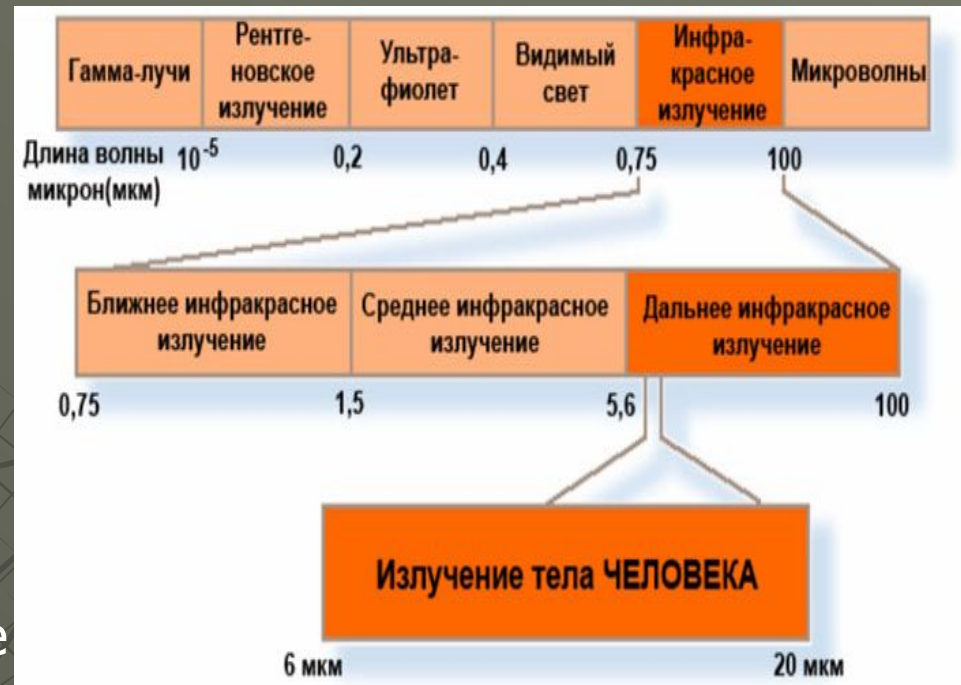 Гамма-лучи
Рентге-
новское
излучение
Ультра-
фиолет
Видимый
свет
Инфра-
красное
излучение
Микроволны
Длина волны
микрон(мкм)
10⁻⁵ 0,2 0,4 0,75 100
Ближнее инфракрасное
излучение
Среднее инфракрасное
излучение
Дальнее инфракрасное
излучение
0,75 1,5 5,6 100
Излучение тела ЧЕЛОВЕКА
6 мкм 20 мкм
е